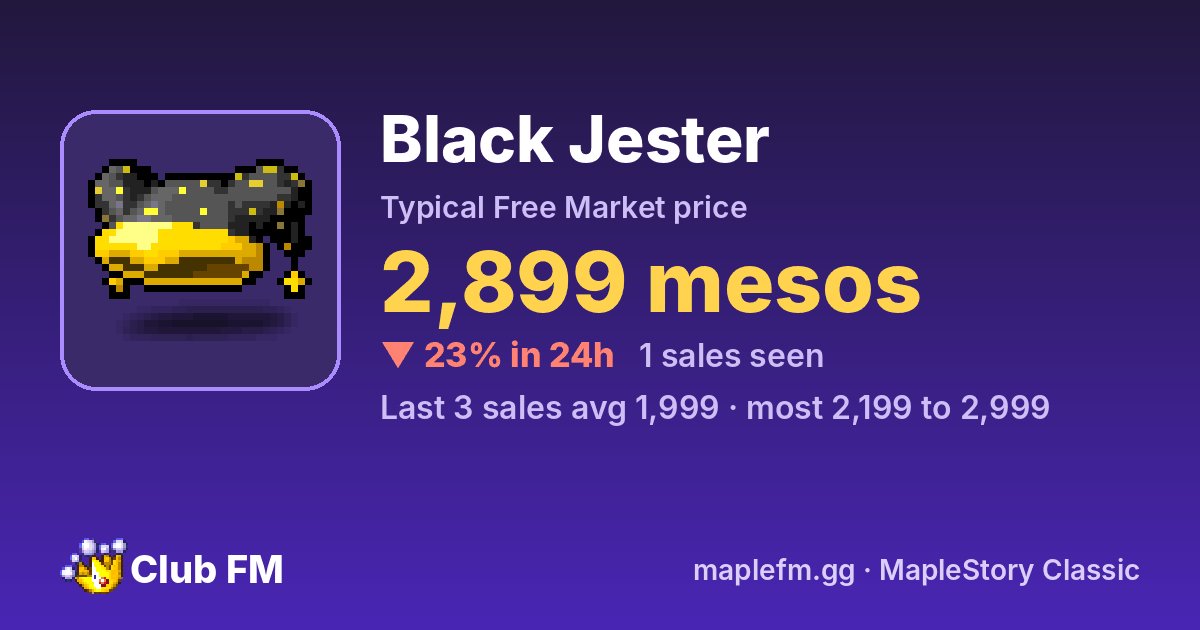 Black Jester
Typical Free Market price
2,899 mesos
▼ 23% in 24h 1 sales seen
Last 3 sales avg 1,999 · most 2,199 to 2,999
Club FM
maplefm.gg · MapleStory Classic